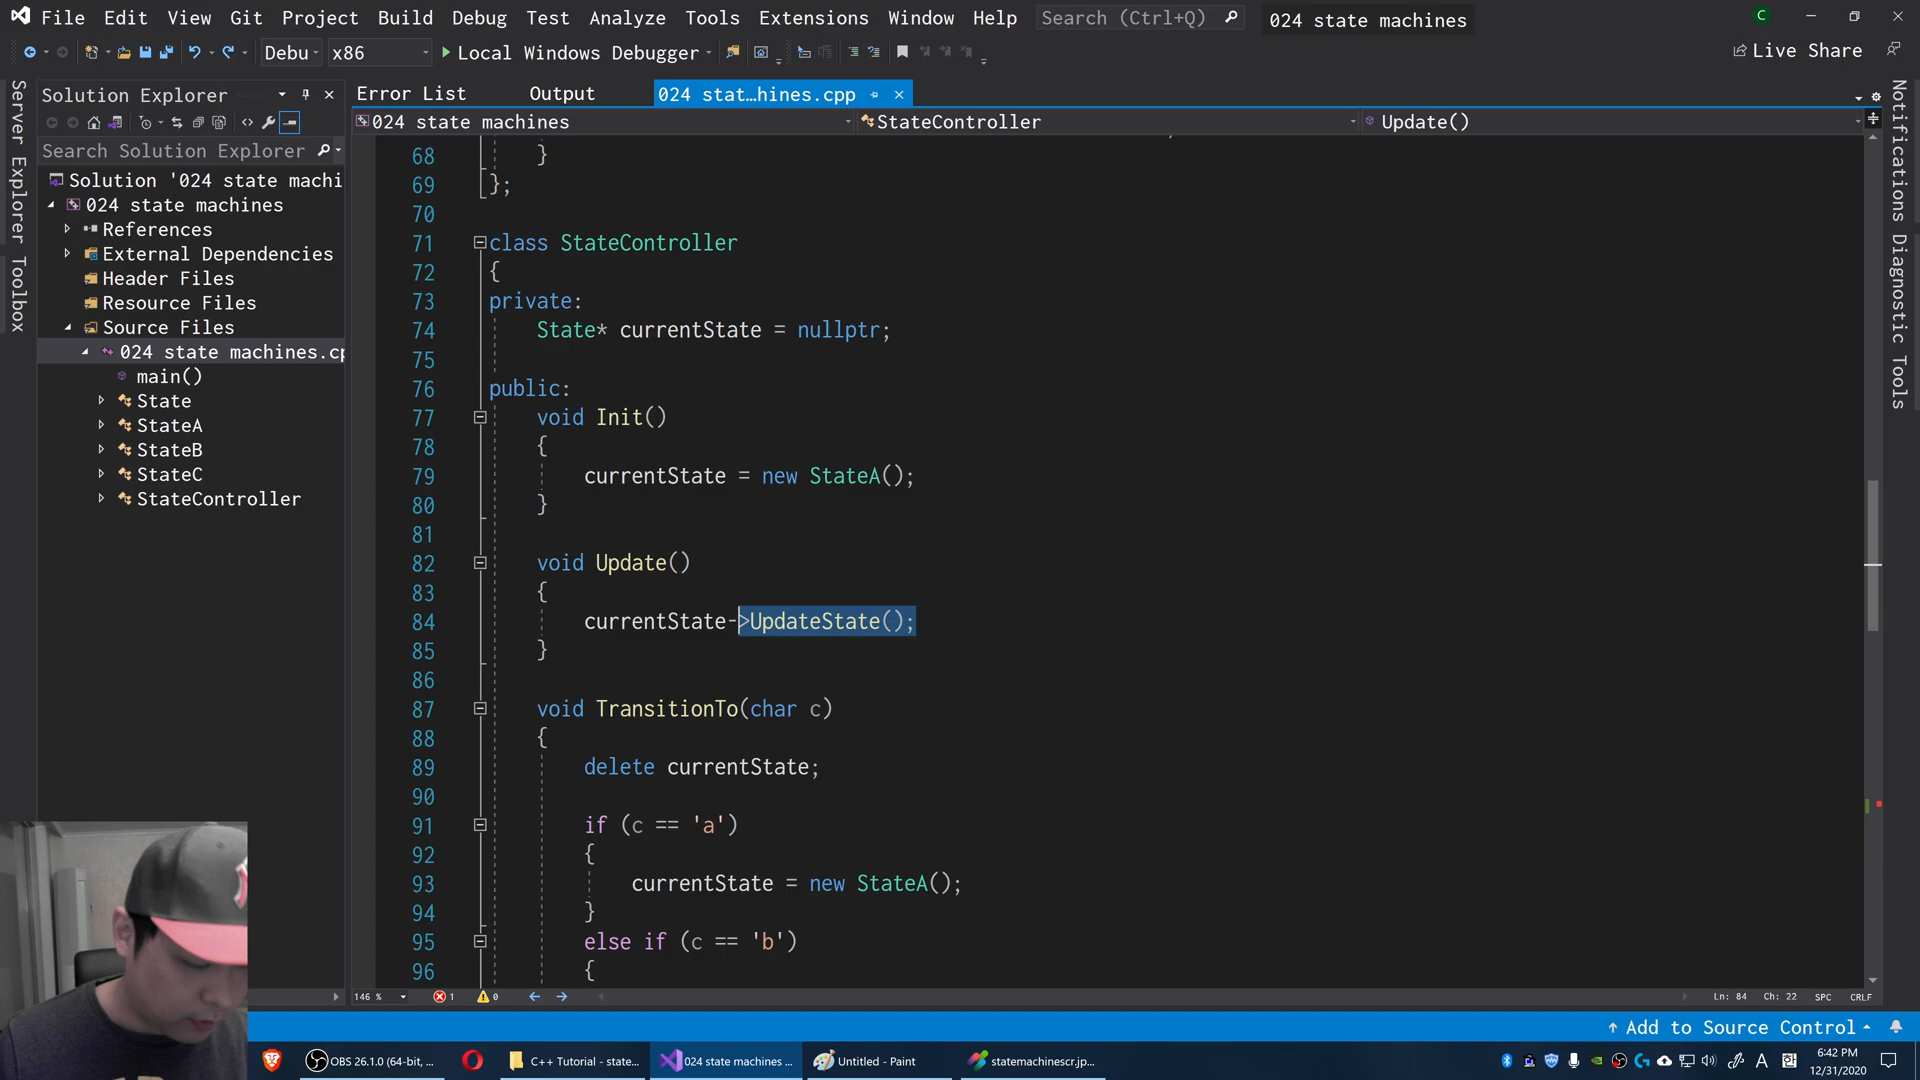 File Edit View Git Project Build Debug Test Analyze Tools Extensions Window Help Search (Ctrl+Q) 024 state machines C
Debu x86 Local Windows Debugger Live Share
Server Explorer Toolbox
Solution Explorer
Search Solution Explorer
Solution '024 state machi
024 state machines
References
External Dependencies
Header Files
Resource Files
Source Files
024 state machines.cp
main()
State
StateA
StateB
StateC
StateController
Error List Output 024 stat...hines.cpp
024 state machines StateController Update()
68 }
69 };
70
71 class StateController
72 {
73 private:
74 State* currentState = nullptr;
75
76 public:
77 void Init()
78 {
79 currentState = new StateA();
80 }
81
82 void Update()
83 {
84 currentState->UpdateState();
85 }
86
87 void TransitionTo(char c)
88 {
89 delete currentState;
90
91 if (c == 'a')
92 {
93 currentState = new StateA();
94 }
95 else if (c == 'b')
96 {
146 % 1 0 Ln: 84 Ch: 22 SPC CRLF
Notifications Diagnostic Tools
Add to Source Control
OBS 26.1.0 (64-bit, ... C++ Tutorial - state... 024 state machines ... Untitled - Paint statemachinescr.jp... A 6:42 PM
12/31/2020